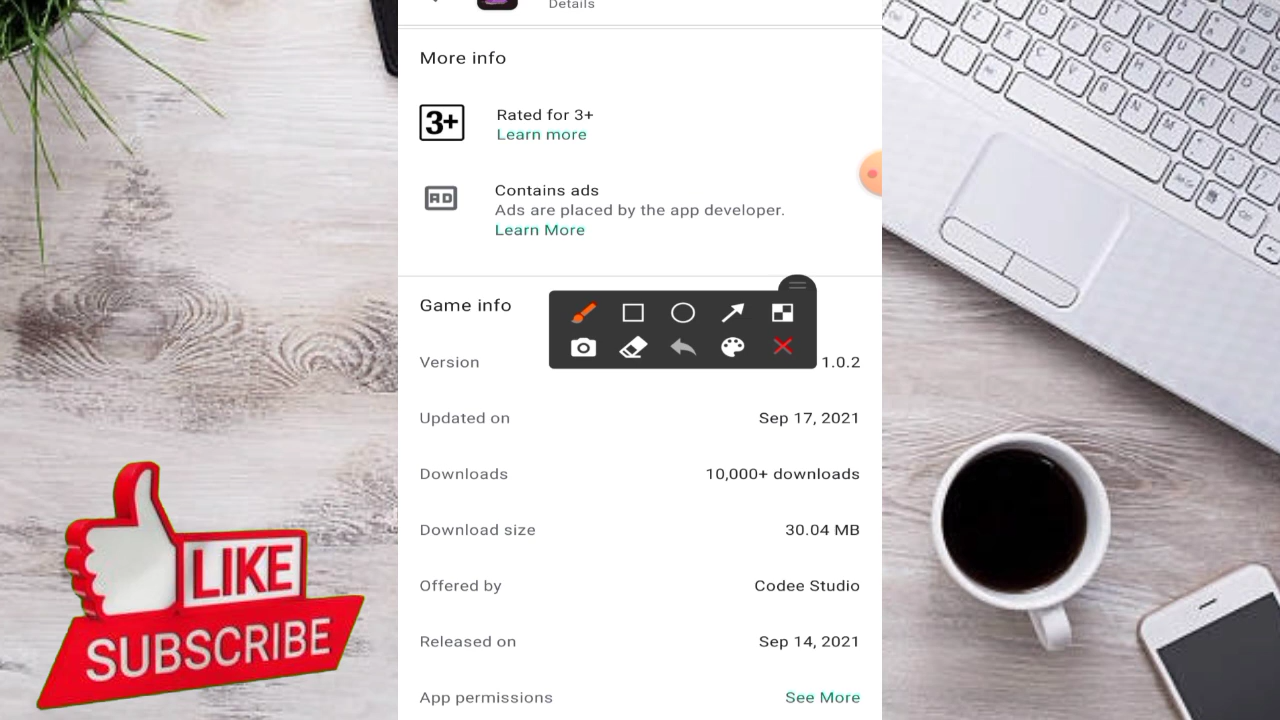 Details
More info
3+
Rated for 3+
Learn more
AD
Contains ads
Ads are placed by the app developer.
Learn More
Game info
Version 1.0.2
Updated on Sep 17, 2021
Downloads 10,000+ downloads
Download size 30.04 MB
Offered by Codee Studio
Released on Sep 14, 2021
App permissions See More
LIKE
SUBSCRIBE